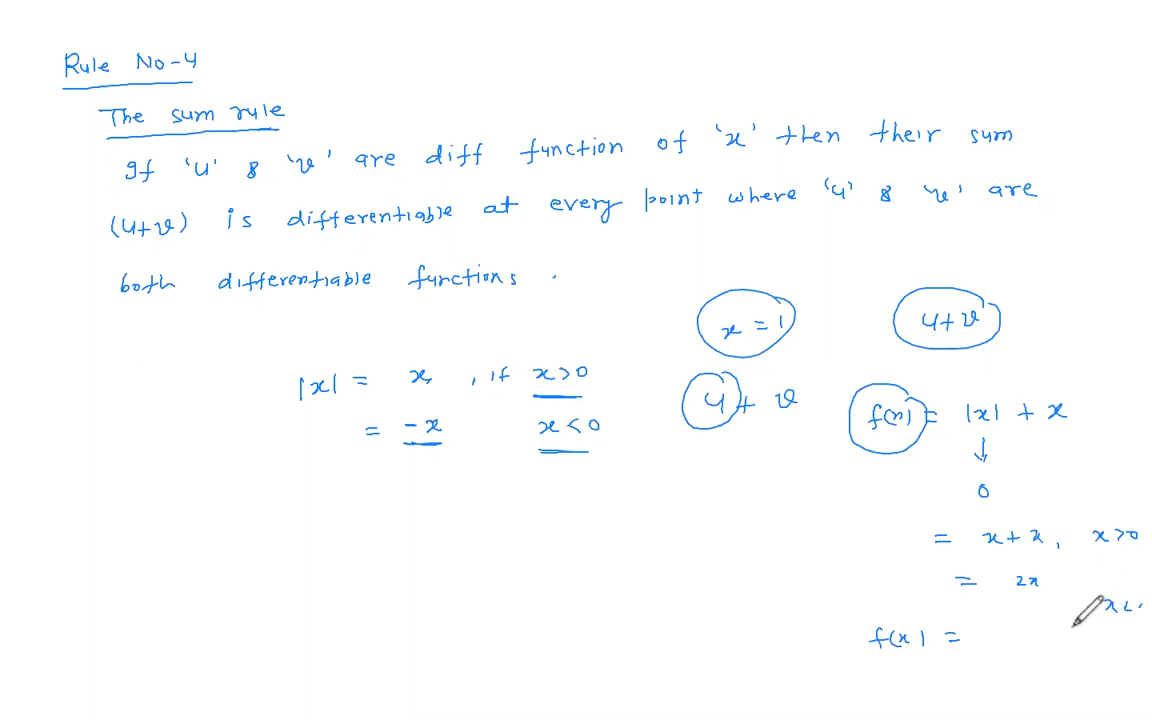 Rule No-4
The sum rule
If 'u' & 'v' are diff function of 'x' then their sum
(u+v) is differentiable at every point where 'u' & 'v' are
both differentiable functions.
x = 1
u+v
|x| = x, if x>0
= -x x<0
u + v
f(x) = |x| + x
↓
0
= x+x, x>0
= 2x
x<
f(x) =